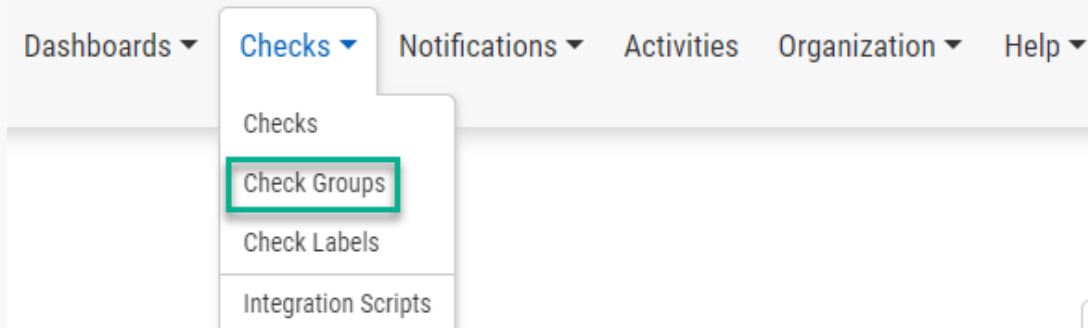 Dashboards Checks Notifications Activities Organization Help
Checks
Check Groups
Check Labels
Integration Scripts